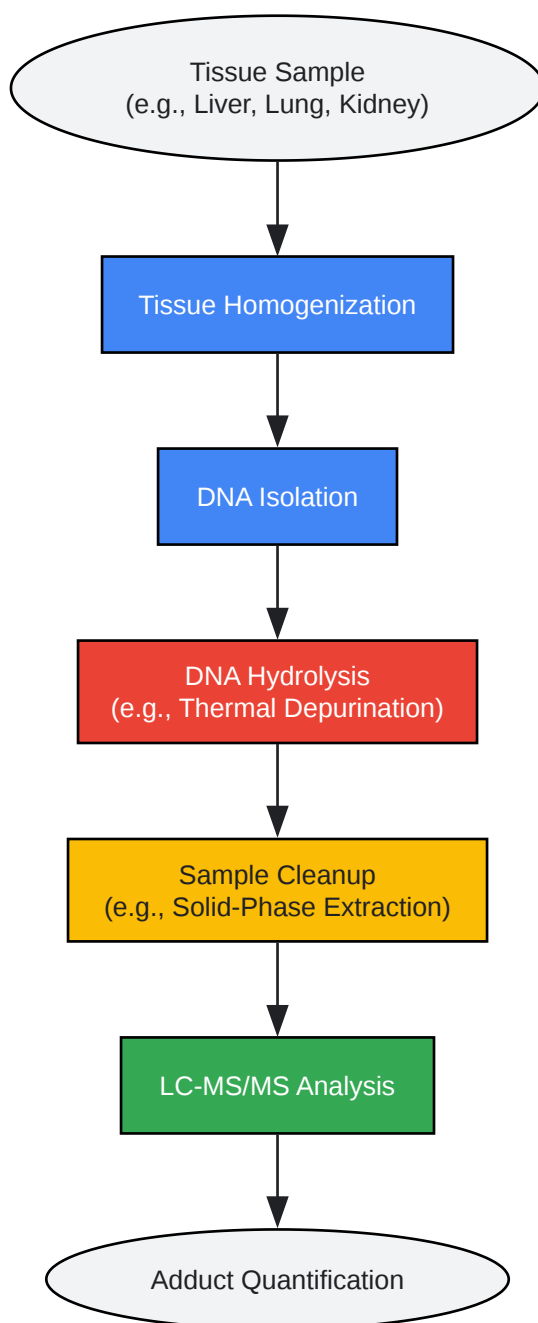 Tissue Sample
(e.g., Liver, Lung, Kidney)
Tissue Homogenization
DNA Isolation
DNA Hydrolysis
(e.g., Thermal Depurination)
Sample Cleanup
(e.g., Solid-Phase Extraction)
LC-MS/MS Analysis
Adduct Quantification